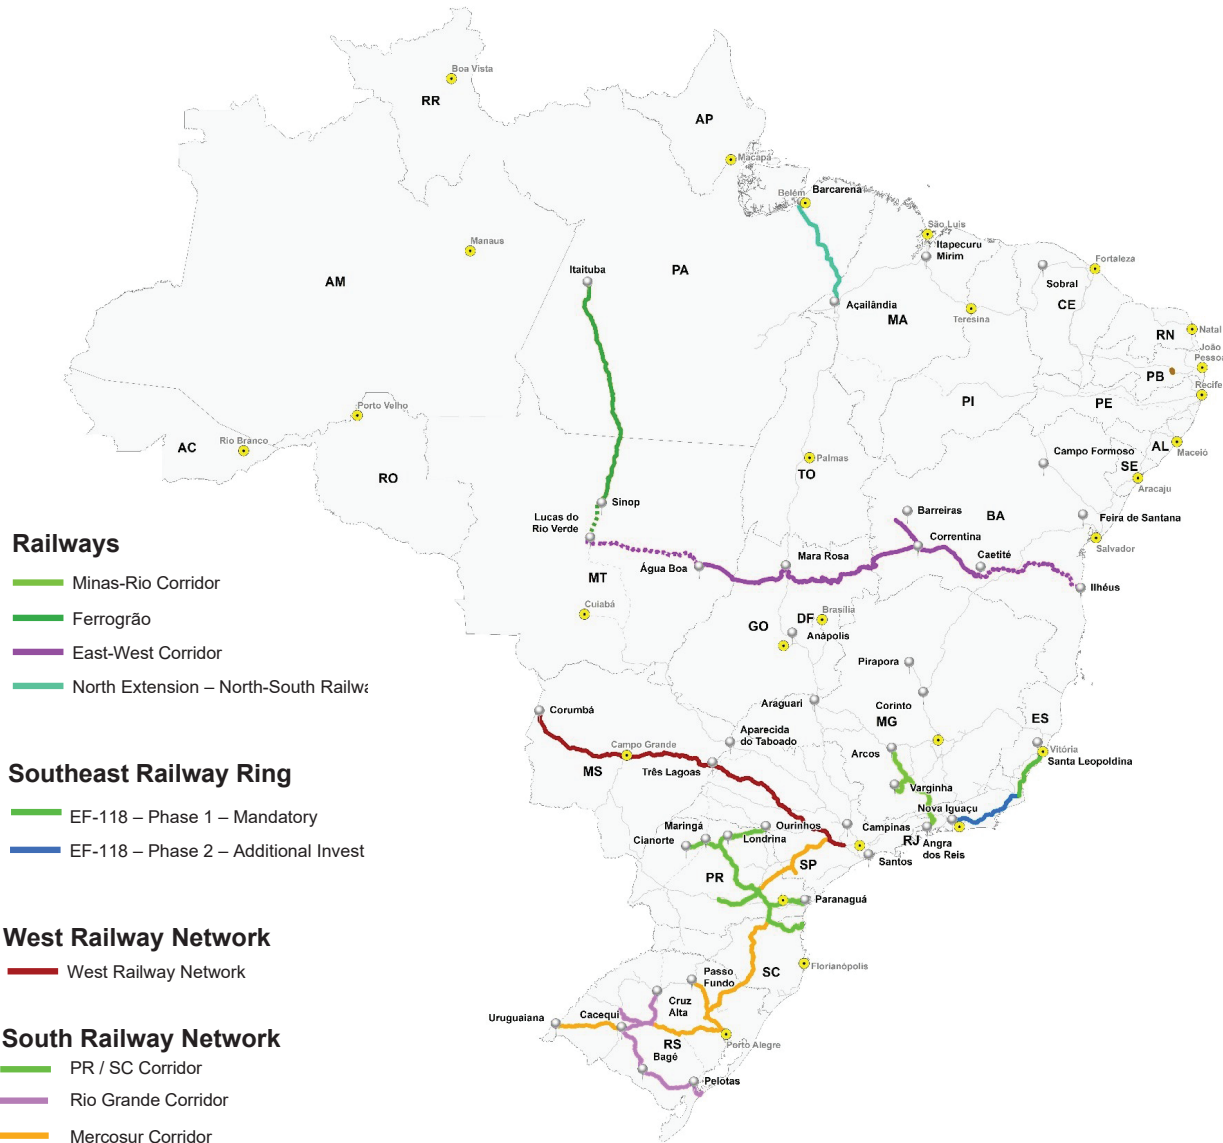 Boa Vista
RR
AP
Macapá
Belém
Barcarena
São Luis
Itapecuru
Mirim
Manaus
Fortaleza
Itaituba
PA
AM
Sobral
CE
Açailândia
MA
Teresina
RN
Natal
João
Pessoa
PB
Recife
PI
PE
Porto Velho
AC
Rio Branco
RO
AL
Maceió
Campo Formoso
SE
Palmas
TO
Aracaju
Sinop
Lucas do
Rio Verde
Barreiras
BA
Feira de Santana
Correntina
Salvador
Mara Rosa
Caetité
Água Boa
MT
Ilhéus
Cuiabá
Brasília
DF
GO
Anápolis
Pirapora
Corumbá
Araguari
Corinto
MG
ES
Aparecida
do Taboado
Campo Grande
Arcos
Vitória
Santa Leopoldina
MS
Três Lagoas
Varginha
Nova Iguaçu
Maringá
Ourinhos
Campinas
Cianorte
Londrina
RJ
Angra
dos Reis
Santos
SP
PR
Paranaguá
SC
Florianópolis
Passo
Fundo
Cruz
Alta
Uruguaiana
Cacequi
RS
Porto Alegre
Bagé
Pelotas
Railways
Minas-Rio Corridor
Ferrogrão
East-West Corridor
North Extension – North-South Railwa
Southeast Railway Ring
EF-118 – Phase 1 – Mandatory
EF-118 – Phase 2 – Additional Invest
West Railway Network
West Railway Network
South Railway Network
PR / SC Corridor
Rio Grande Corridor
Mercosur Corridor